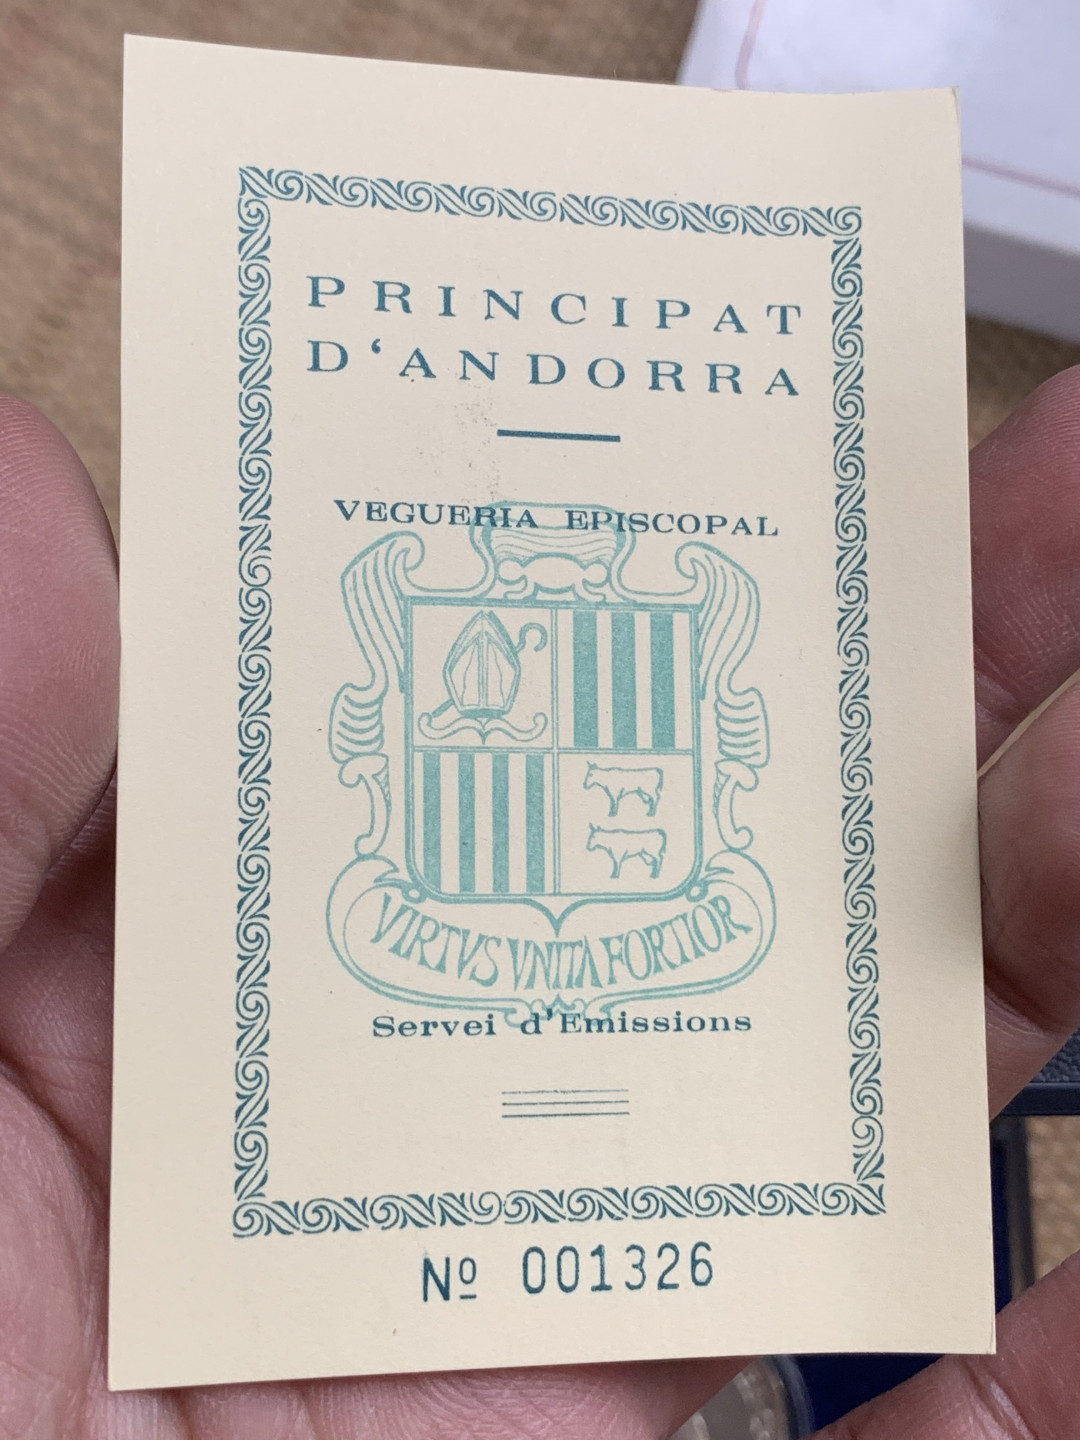 PRINCIPAT
D‘ANDORRA
VEGUERIA EPISCOPAL
VIRTVS VNITA FORTIOR
Servei d'Emissions
Nº 001326